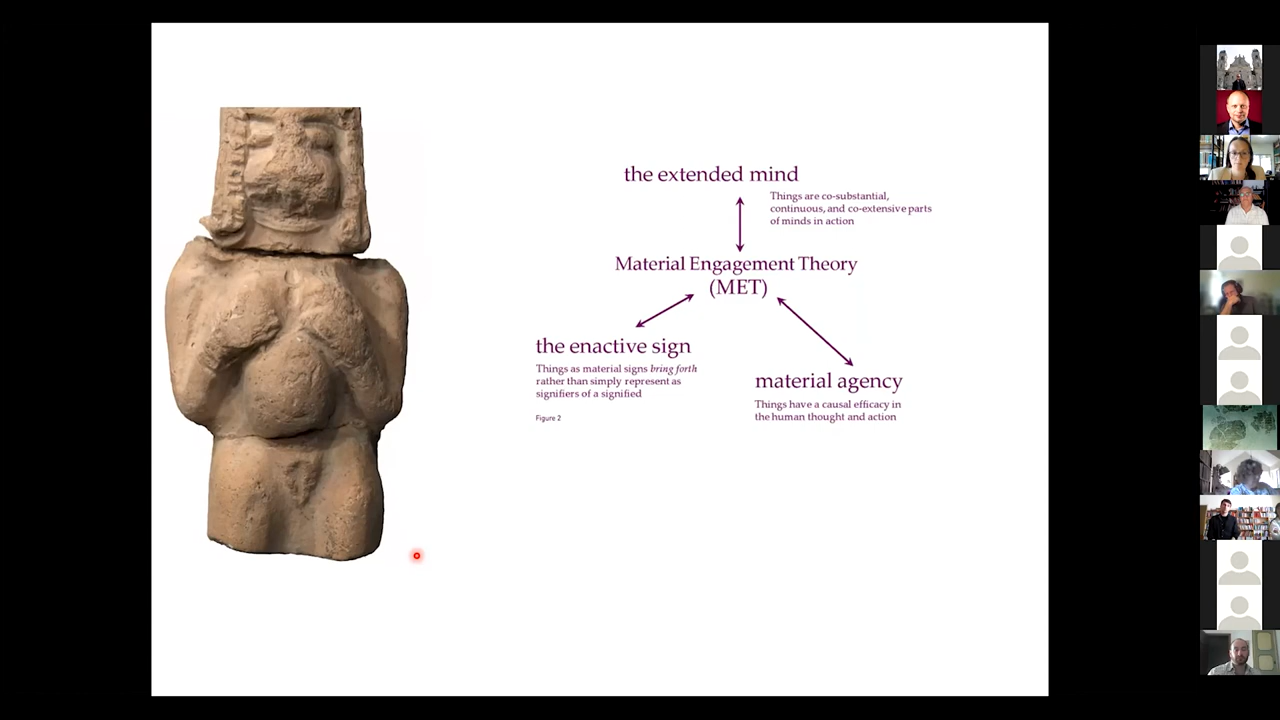 the extended mind
Things are co-substantial,
continuous, and co-extensive parts
of minds in action
Material Engagement Theory
(MET)
the enactive sign
Things as material signs bring forth
rather than simply represent as
signifiers of a signified
Figure 2
material agency
Things have a causal efficacy in
the human thought and action